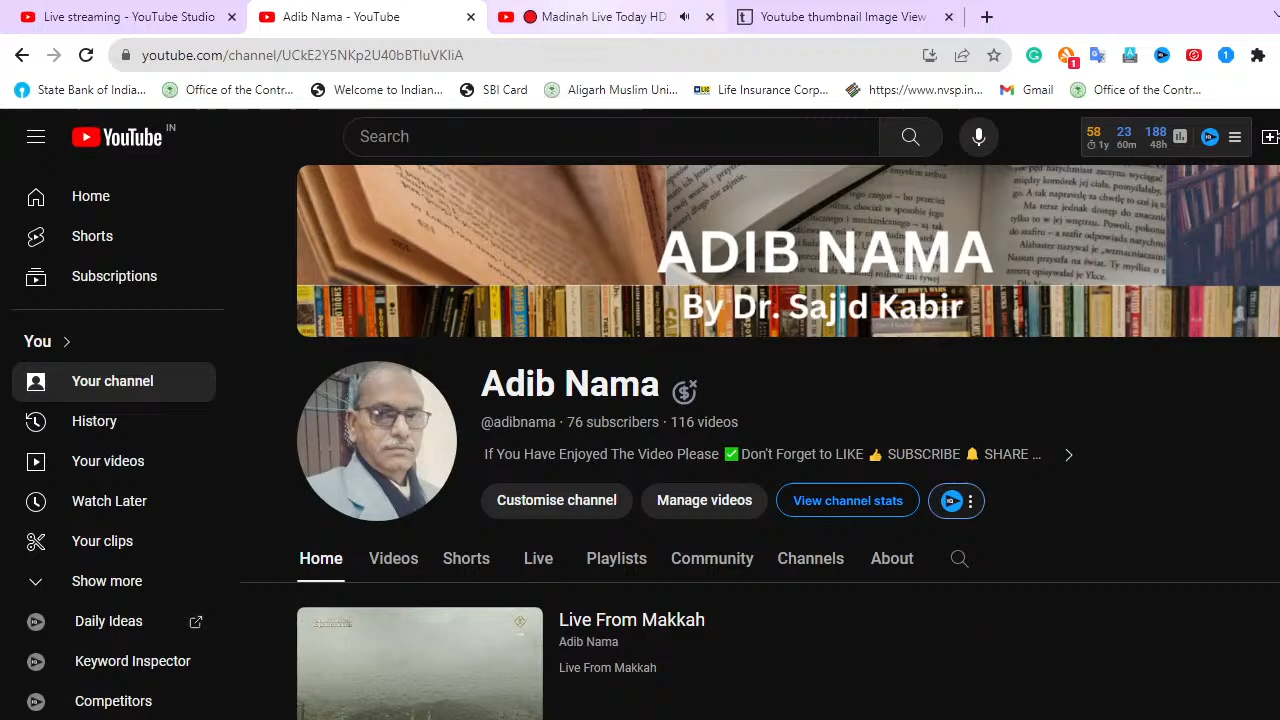 Live streaming - YouTube Studio
Adib Nama - YouTube
Madinah Live Today HD
Youtube thumbnail Image View
youtube.com/channel/UCkE2Y5NKp2U40bBTIuVKIiA
1
1
State Bank of India...
Office of the Contr...
Welcome to Indian...
SBI Card
Aligarh Muslim Uni...
LIC
Life Insurance Corp...
https://www.nvsp.in...
Gmail
Office of the Contr...
YouTube IN
Search
58 1y
23 60m
188 48h
Home
Shorts
Subscriptions
You
Your channel
History
Your videos
Watch Later
Your clips
Show more
Daily Ideas
Keyword Inspector
Competitors
ADIB NAMA
By Dr. Sajid Kabir
Adib Nama
@adibnama · 76 subscribers · 116 videos
If You Have Enjoyed The Video Please ✅ Don't Forget to LIKE 👍 SUBSCRIBE 🔔 SHARE ...
Customise channel
Manage videos
View channel stats
IQ
Home
Videos
Shorts
Live
Playlists
Community
Channels
About
Live From Makkah
Adib Nama
Live From Makkah